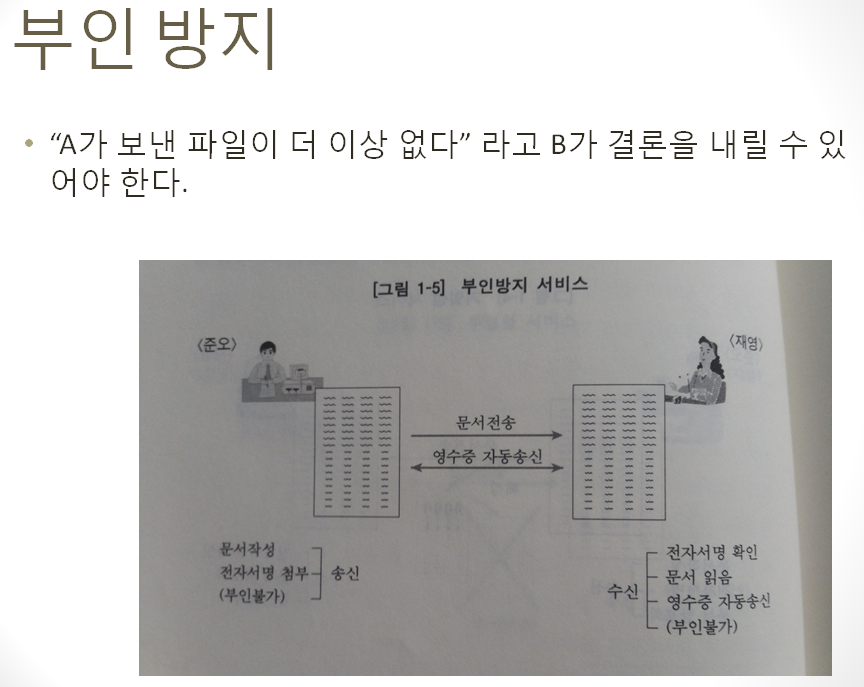 부인 방지
• “A가 보낸 파일이 더 이상 없다” 라고 B가 결론을 내릴 수 있
어야 한다.
[그림 1-5] 부인방지 서비스
〈준오〉
〈재영〉
문서전송
영수증 자동송신
문서작성
전자서명 첨부
(부인불가)
송신
수신
전자서명 확인
문서 읽음
영수증 자동송신
(부인불가)